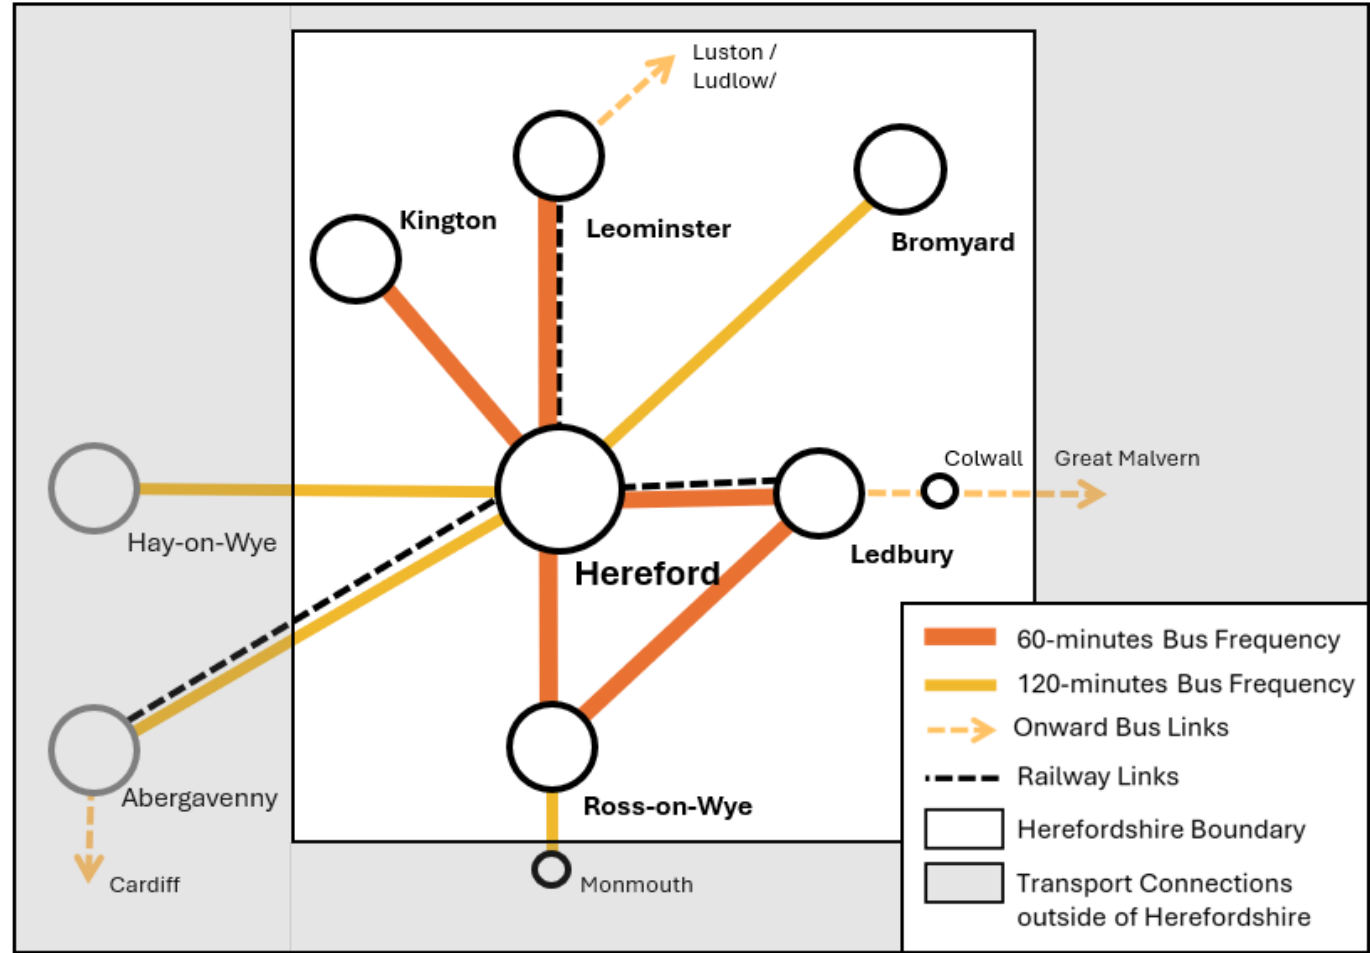 Luston /
Ludlow/
Kington
Leominster
Bromyard
Colwall
Great Malvern
Hay-on-Wye
Hereford
Ledbury
Abergavenny
Ross-on-Wye
Cardiff
Monmouth
60-minutes Bus Frequency
120-minutes Bus Frequency
Onward Bus Links
Railway Links
Herefordshire Boundary
Transport Connections
outside of Herefordshire